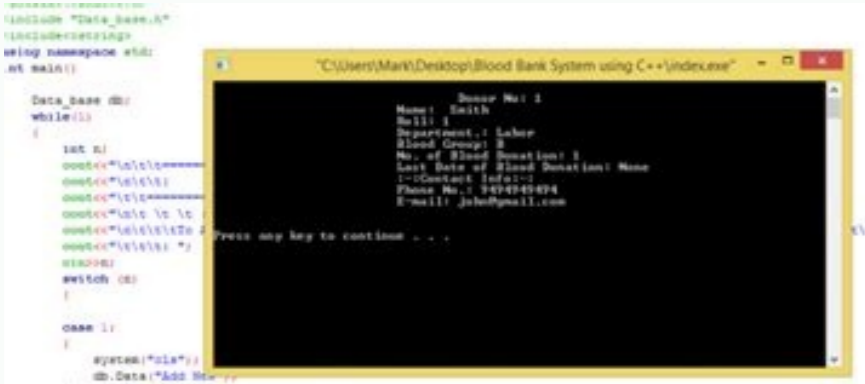 #include "Data_base.h"
#include<cstring>
using namespace std;
int main()
Data_base db;
while(1)
{
int n;
cout<<"\n\t\t
cout<<"\t\t\t;
cout<<"\t\t
cout<<"\n\t \t \t
cout<<"\t\t\t\tTo
cout<<"\t\t\t: ";
cin>>n;
switch (n)
{
case 1:
{
system("cls");
db.Data("Add New");
"C:\Users\Mark\Desktop\Blood Bank System using C++\index.exe"
Donor No: 1
Name: Smith
Roll: 1
Department.: Labor
Blood Group: B
No. of Blood Donation: 1
Last Date of Blood Donation: None
:-:Contact Info:-:
Phone No.: 9494949494
E-mail: john@gmail.com
Press any key to continue . . .